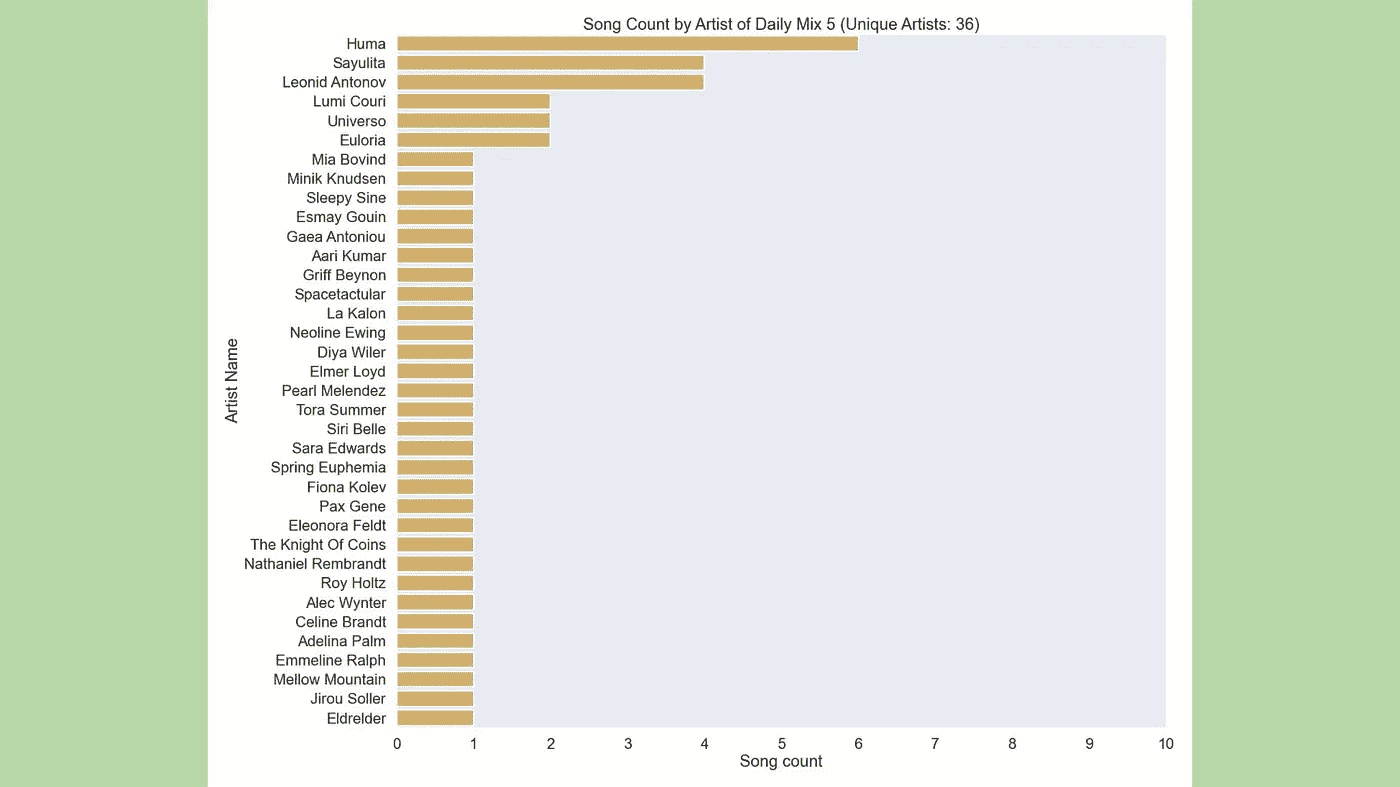 Song Count by Artist of Daily Mix 5 (Unique Artists: 36)
Huma
Sayulita
Leonid Antonov
Lumi Couri
Universo
Euloria
Mia Bovind
Minik Knudsen
Sleepy Sine
Esmay Gouin
Gaea Antoniou
Aari Kumar
Griff Beynon
Spacetactular
La Kalon
Neoline Ewing
Diya Wiler
Elmer Loyd
Pearl Melendez
Tora Summer
Siri Belle
Sara Edwards
Spring Euphemia
Fiona Kolev
Pax Gene
Eleonora Feldt
The Knight Of Coins
Nathaniel Rembrandt
Roy Holtz
Alec Wynter
Celine Brandt
Adelina Palm
Emmeline Ralph
Mellow Mountain
Jirou Soller
Eldrelder
Artist Name
0 1 2 3 4 5 6 7 8 9 10
Song count